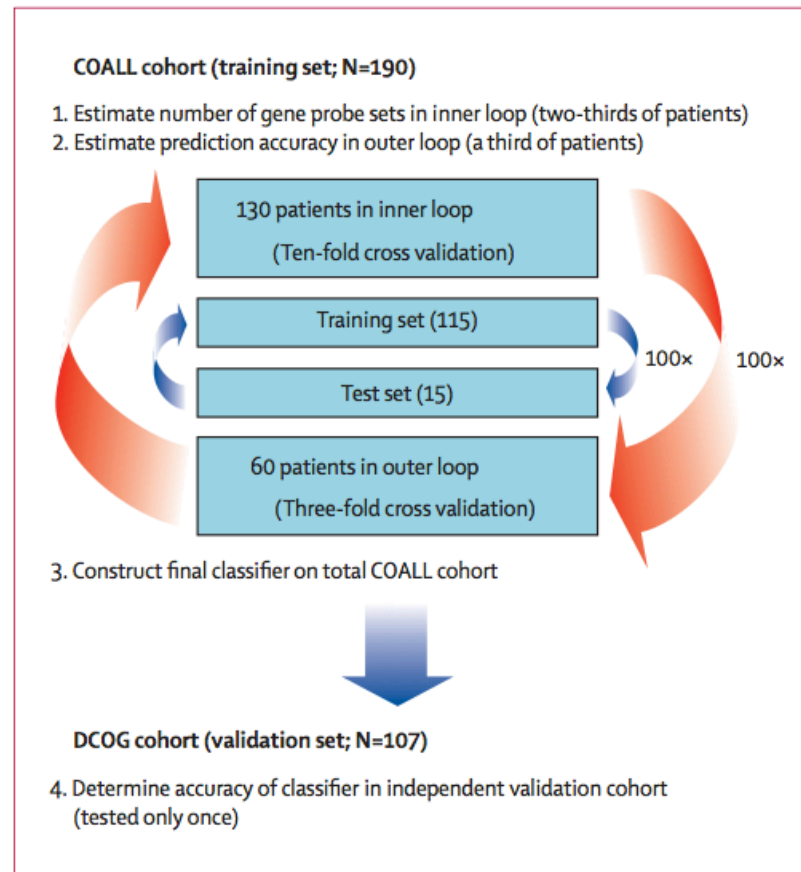 COALL cohort (training set; N=190)
1. Estimate number of gene probe sets in inner loop (two-thirds of patients)
2. Estimate prediction accuracy in outer loop (a third of patients)
130 patients in inner loop
(Ten-fold cross validation)
Training set (115)
Test set (15)
100×
100×
60 patients in outer loop
(Three-fold cross validation)
3. Construct final classifier on total COALL cohort
DCOG cohort (validation set; N=107)
4. Determine accuracy of classifier in independent validation cohort
(tested only once)